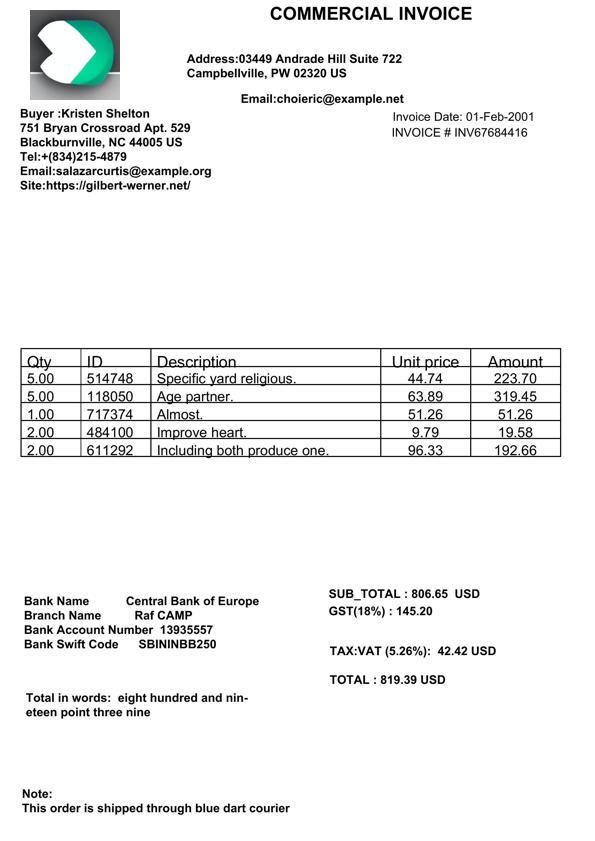 COMMERCIAL INVOICE
Address:03449 Andrade Hill Suite 722
Campbellville, PW 02320 US
Email:choieric@example.net
Buyer :Kristen Shelton
751 Bryan Crossroad Apt. 529
Blackburnville, NC 44005 US
Tel:+(834)215-4879
Email:salazarcurtis@example.org
Site:https://gilbert-werner.net/
Invoice Date: 01-Feb-2001
INVOICE # INV67684416
Qty ID Description Unit price Amount
5.00 514748 Specific yard religious. 44.74 223.70
5.00 118050 Age partner. 63.89 319.45
1.00 717374 Almost. 51.26 51.26
2.00 484100 Improve heart. 9.79 19.58
2.00 611292 Including both produce one. 96.33 192.66
SUB_TOTAL : 806.65 USD
GST(18%) : 145.20
TAX:VAT (5.26%): 42.42 USD
TOTAL : 819.39 USD
Bank Name Central Bank of Europe
Branch Name Raf CAMP
Bank Account Number 13935557
Bank Swift Code SBININBB250
Total in words: eight hundred and nin-
eteen point three nine
Note:
This order is shipped through blue dart courier